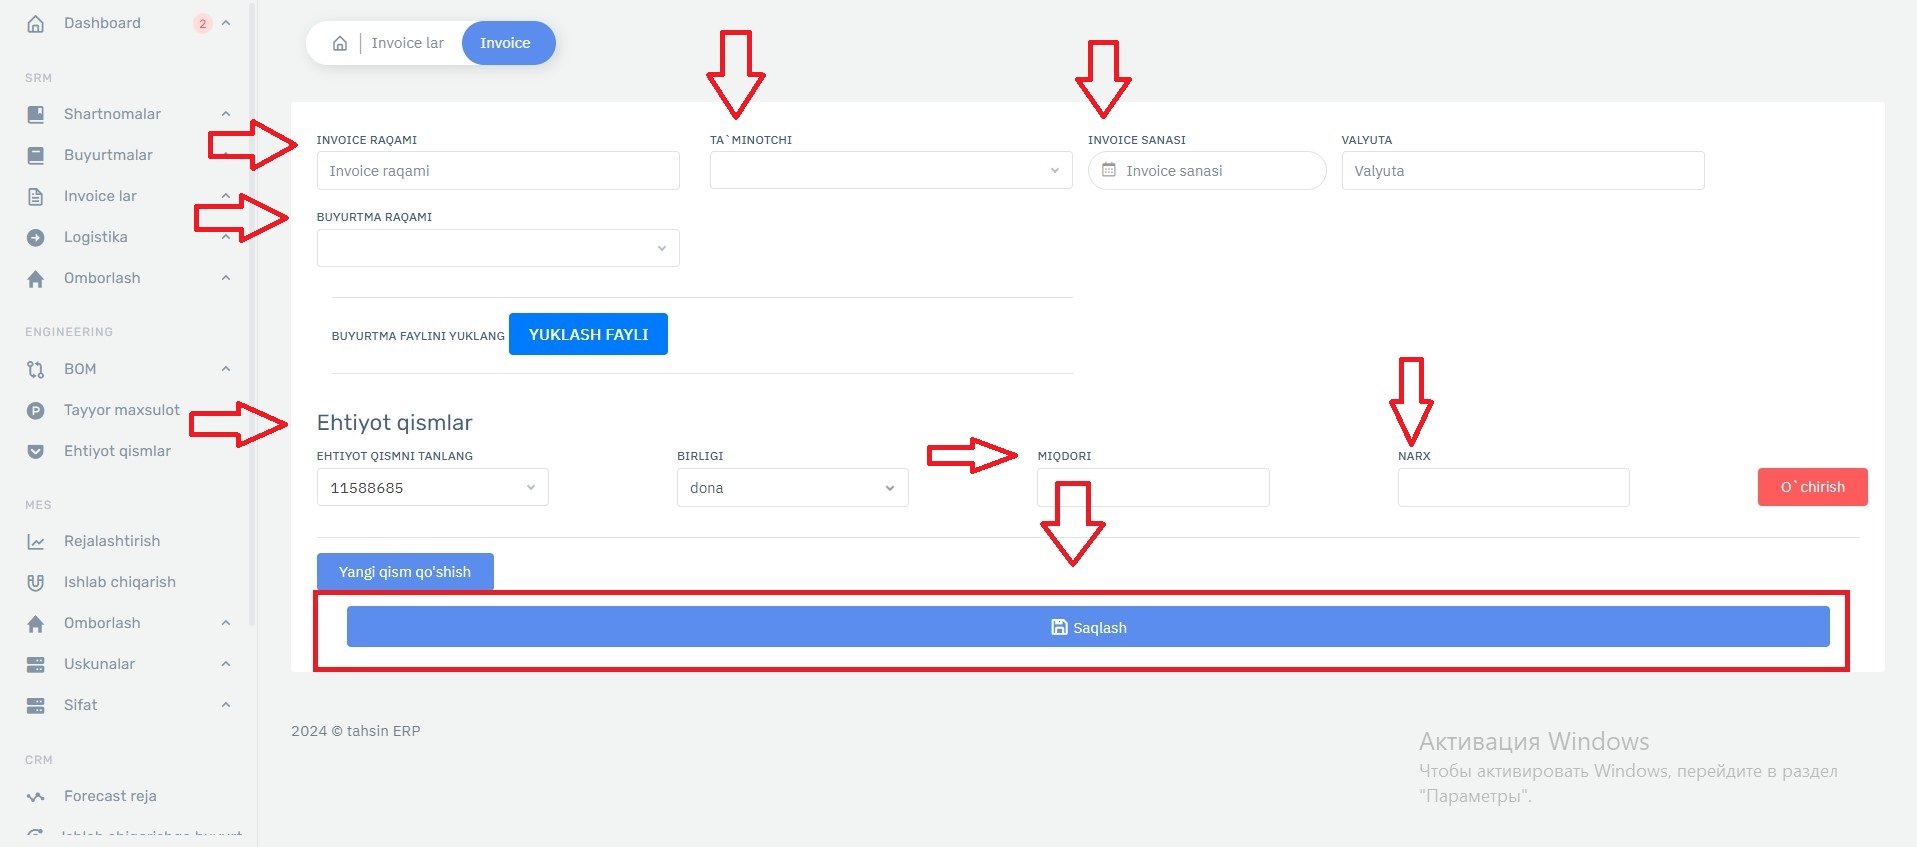 Dashboard 2
SRM
Shartnomalar
Buyurtmalar
Invoice lar
Logistika
Omborlash
ENGINEERING
BOM
Tayyor maxsulot
Ehtiyot qismlar
MES
Rejalashtirish
Ishlab chiqarish
Omborlash
Uskunalar
Sifat
CRM
Forecast reja
Invoice lar Invoice
INVOICE RAQAMI TA`MINOTCHI INVOICE SANASI VALYUTA
Invoice raqami Invoice sanasi Valyuta
BUYURTMA RAQAMI
BUYURTMA FAYLINI YUKLANG YUKLASH FAYLI
Ehtiyot qismlar
EHTIYOT QISMNI TANLANG BIRLIGI MIQDORI NARX
11588685 dona O`chirish
Yangi qism qo'shish
Saqlash
2024 © tahsin ERP
Активация Windows
Чтобы активировать Windows, перейдите в раздел
"Параметры".